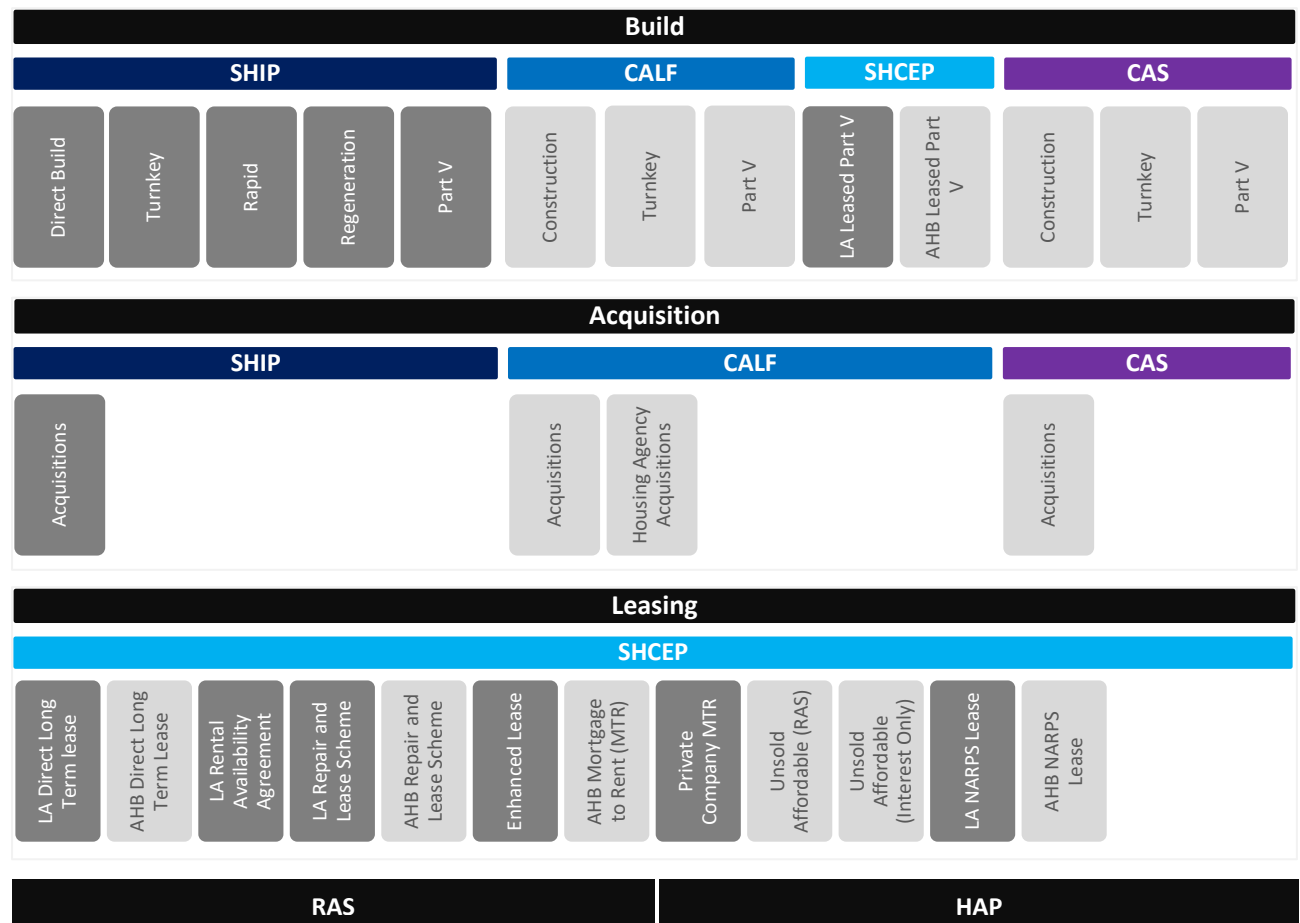 Build
SHIP
CALF
SHCEP
CAS
Direct Build
Turnkey
Rapid
Regeneration
Part V
Construction
Turnkey
Part V
LA Leased Part V
AHB Leased Part
V
Construction
Turnkey
Part V
Acquisition
SHIP
CALF
CAS
Acquisitions
Acquisitions
Housing Agency
Acquisitions
Acquisitions
Leasing
SHCEP
LA Direct Long
Term lease
AHB Direct Long
Term Lease
LA Rental
Availability
Agreement
LA Repair and
Lease Scheme
AHB Repair and
Lease Scheme
Enhanced Lease
AHB Mortgage
to Rent (MTR)
Private
Company MTR
Unsold
Affordable (RAS)
Unsold
Affordable
(Interest Only)
LA NARPS Lease
AHB NARPS
Lease
RAS
HAP